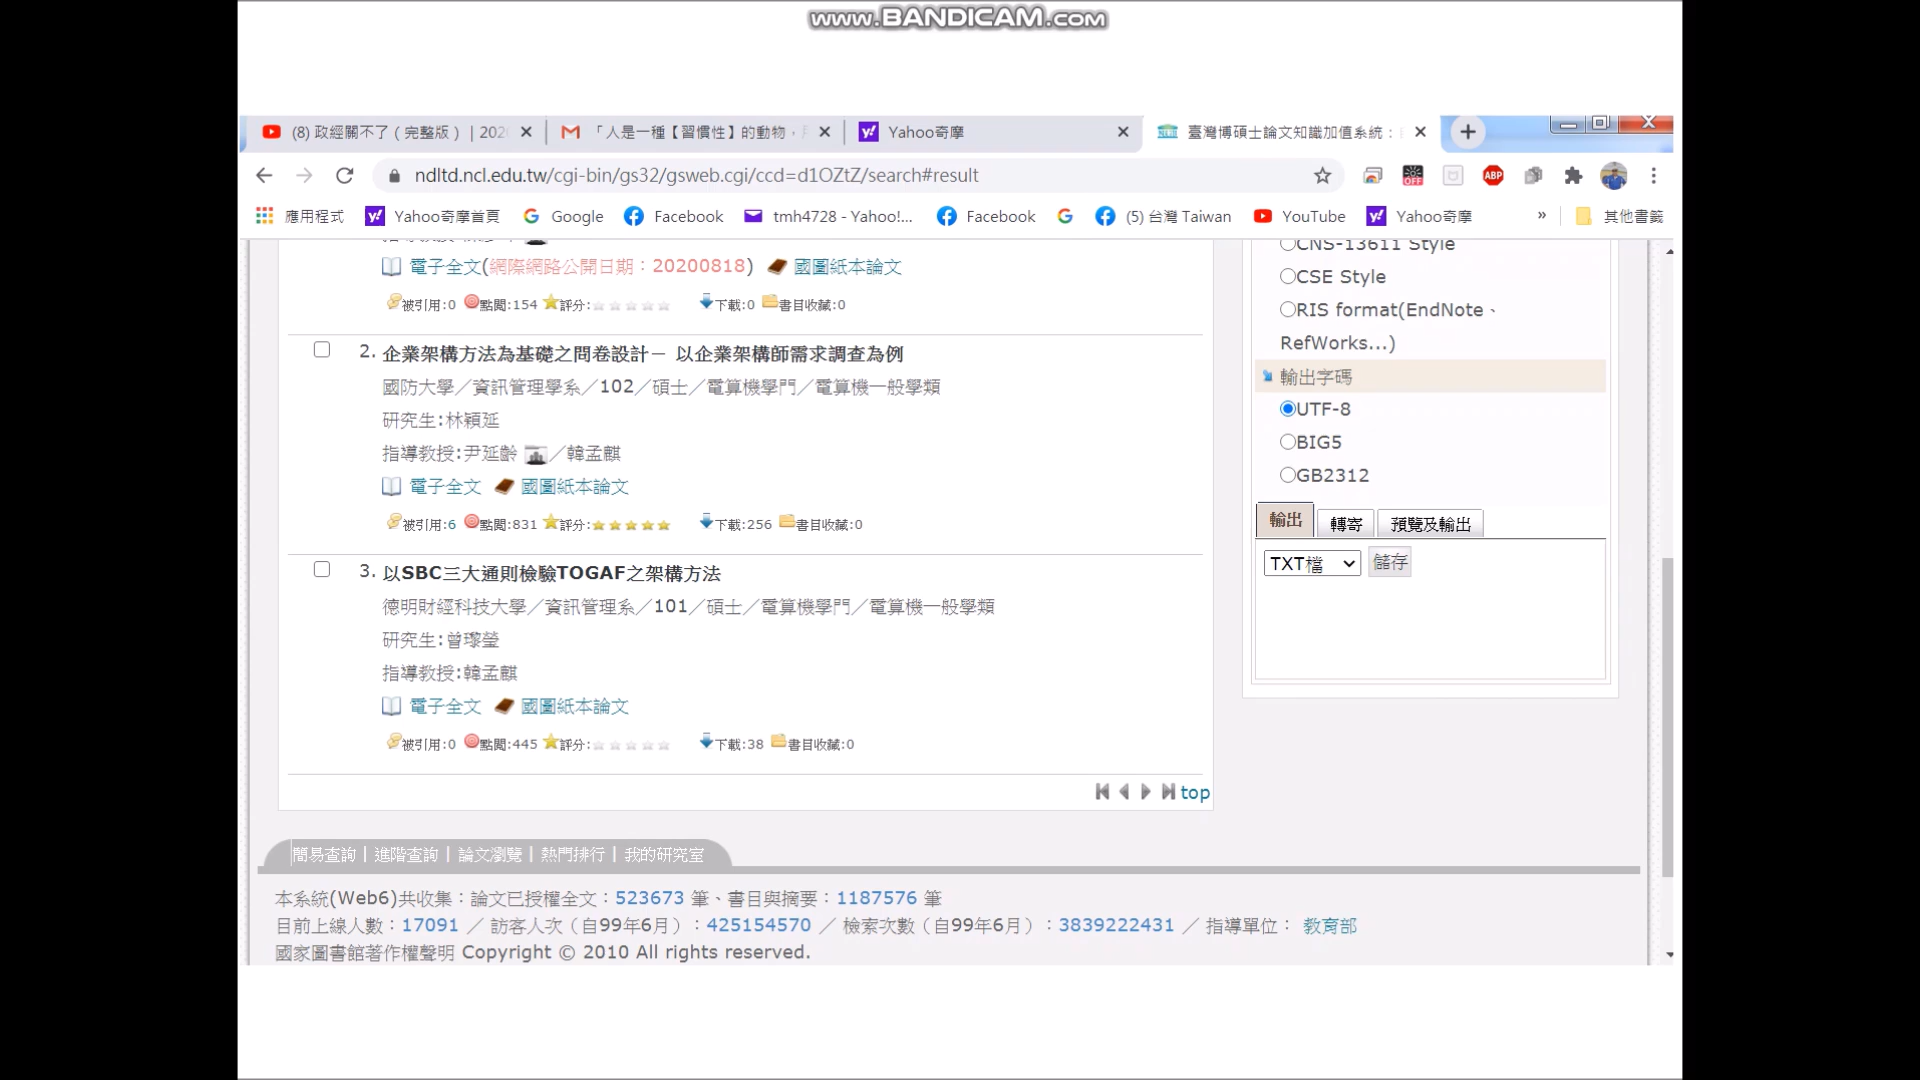 www.BANDICAM.com
(8) 政經關不了（完整版）| 202
「人是一種【習慣性】的動物，
Yahoo奇摩
臺灣博碩士論文知識加值系統：
ndltd.ncl.edu.tw/cgi-bin/gs32/gsweb.cgi/ccd=d1OZtZ/search#result
OFF
ABP
應用程式 Yahoo奇摩首頁 Google Facebook tmh4728 - Yahoo!... Facebook (5) 台灣 Taiwan YouTube Yahoo奇摩 » 其他書籤
電子全文(網際網路公開日期：20200818) 國圖紙本論文
被引用:0 點閱:154 評分: 下載:0 書目收藏:0
2. 企業架構方法為基礎之問卷設計－ 以企業架構師需求調查為例
國防大學／資訊管理學系／102／碩士／電算機學門／電算機一般學類
研究生:林穎延
指導教授:尹延齡 ／韓孟麒
電子全文 國圖紙本論文
被引用:6 點閱:831 評分: 下載:256 書目收藏:0
3. 以SBC三大通則檢驗TOGAF之架構方法
德明財經科技大學／資訊管理系／101／碩士／電算機學門／電算機一般學類
研究生:曾璨瑩
指導教授:韓孟麒
電子全文 國圖紙本論文
被引用:0 點閱:445 評分: 下載:38 書目收藏:0
top
CNS-13611 Style
CSE Style
RIS format(EndNote、
RefWorks...)
輸出字碼
UTF-8
BIG5
GB2312
輸出 轉寄 預覽及輸出
TXT檔 儲存
簡易查詢 | 進階查詢 | 論文瀏覽 | 熱門排行 | 我的研究室
本系統(Web6)共收集：論文已授權全文：523673 筆、書目與摘要：1187576 筆
目前上線人數：17091 ／ 訪客人次（自99年6月）：425154570 ／ 檢索次數（自99年6月）：3839222431 ／ 指導單位： 教育部
國家圖書館著作權聲明 Copyright © 2010 All rights reserved.